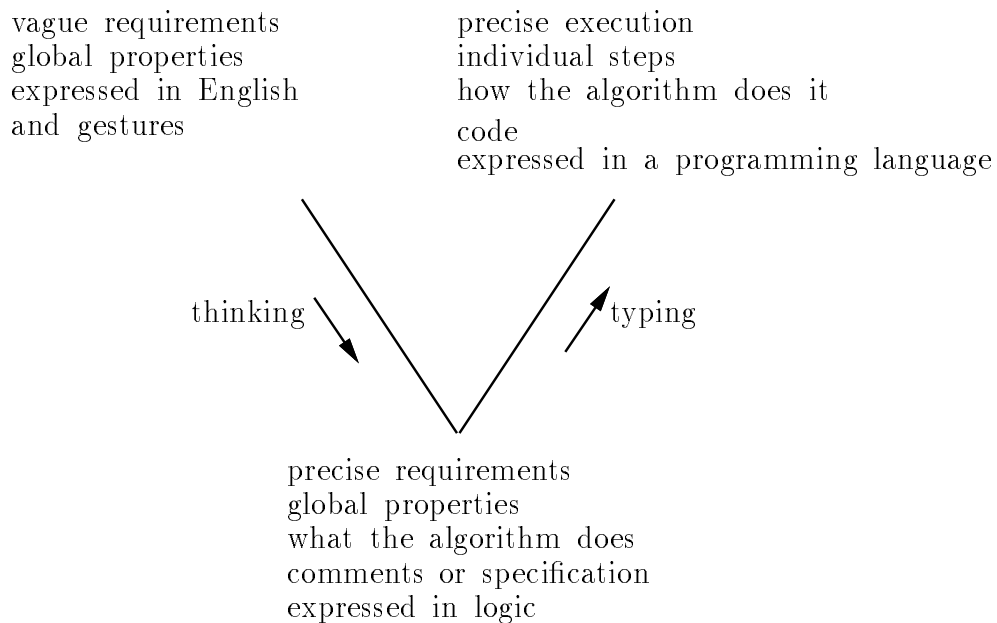 vague requirements
global properties
expressed in English
and gestures
precise execution
individual steps
how the algorithm does it
code
expressed in a programming language
thinking
typing
precise requirements
global properties
what the algorithm does
comments or specification
expressed in logic